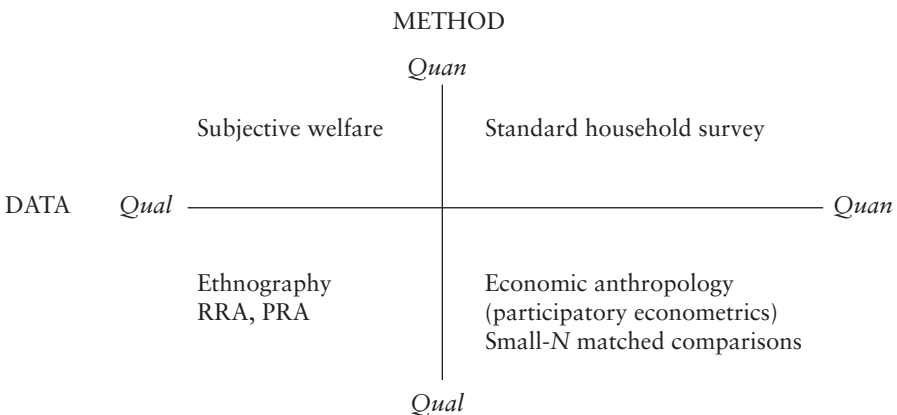 METHOD
Quan
Subjective welfare
Standard household survey
DATA Qual Quan
Ethnography
RRA, PRA
Economic anthropology
(participatory econometrics)
Small-N matched comparisons
Qual